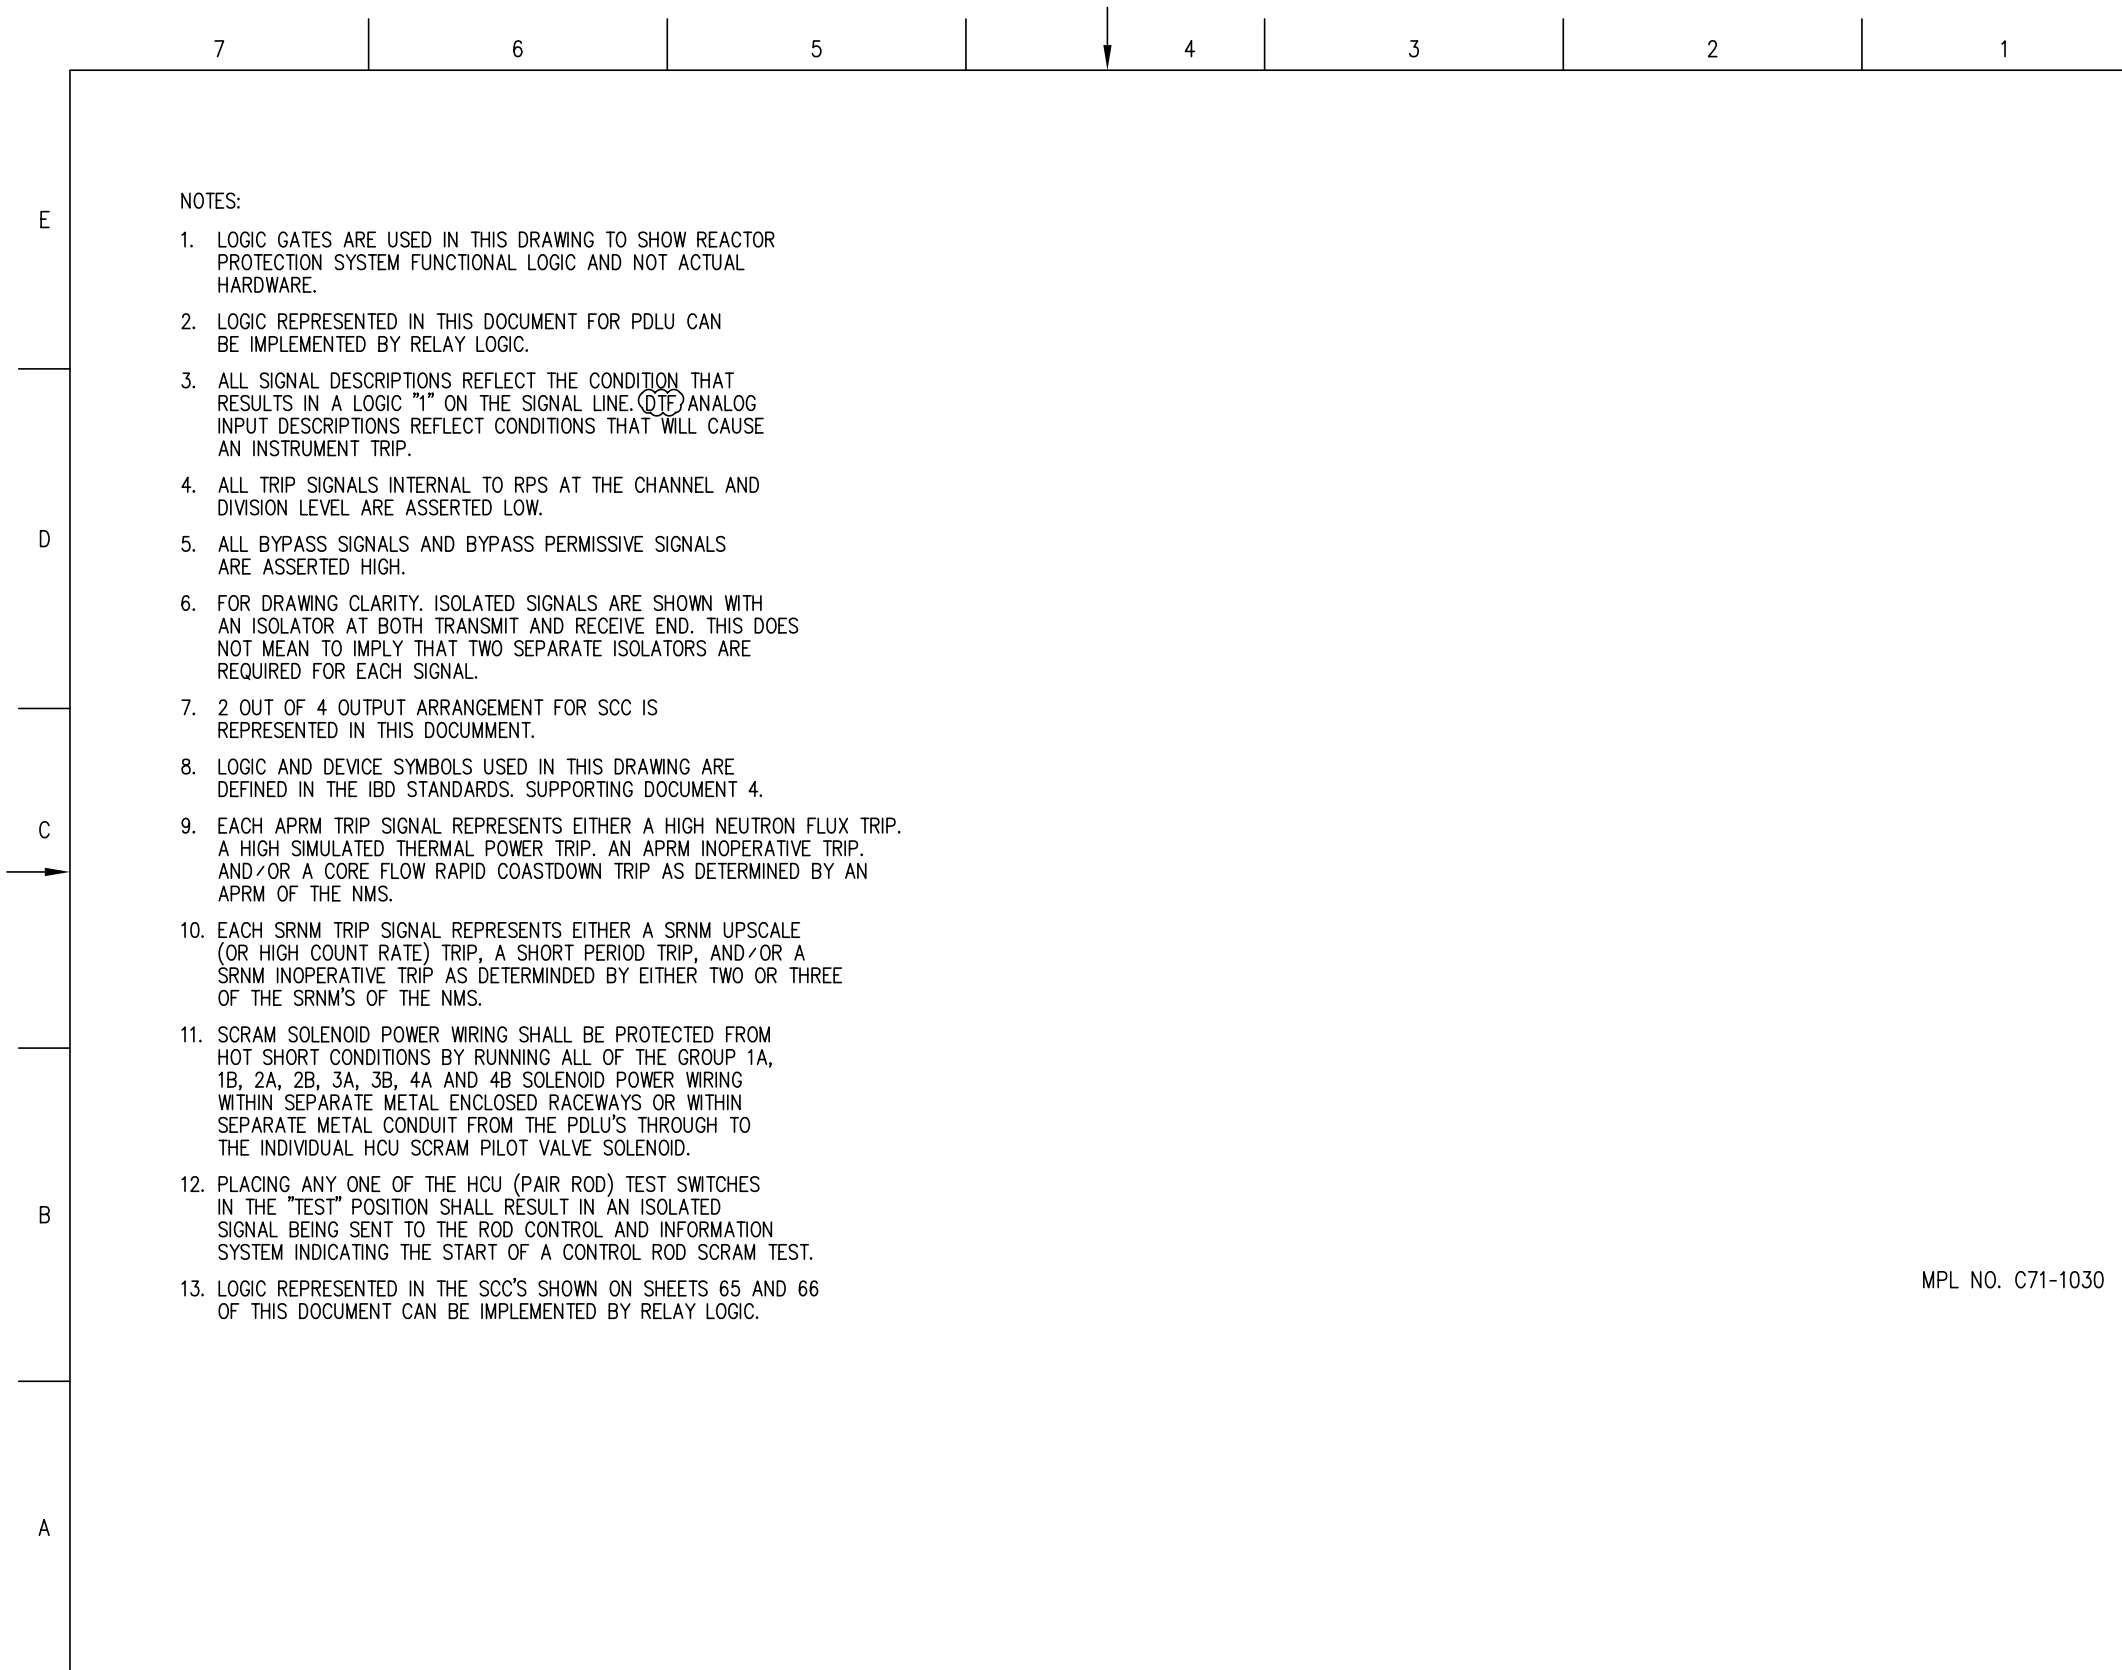 7 6 5 4 3 2 1
NOTES:
E
1. LOGIC GATES ARE USED IN THIS DRAWING TO SHOW REACTOR
PROTECTION SYSTEM FUNCTIONAL LOGIC AND NOT ACTUAL
HARDWARE.
2. LOGIC REPRESENTED IN THIS DOCUMENT FOR PDLU CAN
BE IMPLEMENTED BY RELAY LOGIC.
3. ALL SIGNAL DESCRIPTIONS REFLECT THE CONDITION THAT
RESULTS IN A LOGIC "1" ON THE SIGNAL LINE. DTF ANALOG
INPUT DESCRIPTIONS REFLECT CONDITIONS THAT WILL CAUSE
AN INSTRUMENT TRIP.
4. ALL TRIP SIGNALS INTERNAL TO RPS AT THE CHANNEL AND
DIVISION LEVEL ARE ASSERTED LOW.
D
5. ALL BYPASS SIGNALS AND BYPASS PERMISSIVE SIGNALS
ARE ASSERTED HIGH.
6. FOR DRAWING CLARITY. ISOLATED SIGNALS ARE SHOWN WITH
AN ISOLATOR AT BOTH TRANSMIT AND RECEIVE END. THIS DOES
NOT MEAN TO IMPLY THAT TWO SEPARATE ISOLATORS ARE
REQUIRED FOR EACH SIGNAL.
7. 2 OUT OF 4 OUTPUT ARRANGEMENT FOR SCC IS
REPRESENTED IN THIS DOCUMMENT.
8. LOGIC AND DEVICE SYMBOLS USED IN THIS DRAWING ARE
DEFINED IN THE IBD STANDARDS. SUPPORTING DOCUMENT 4.
C
9. EACH APRM TRIP SIGNAL REPRESENTS EITHER A HIGH NEUTRON FLUX TRIP.
A HIGH SIMULATED THERMAL POWER TRIP. AN APRM INOPERATIVE TRIP.
AND/OR A CORE FLOW RAPID COASTDOWN TRIP AS DETERMINED BY AN
APRM OF THE NMS.
10. EACH SRNM TRIP SIGNAL REPRESENTS EITHER A SRNM UPSCALE
(OR HIGH COUNT RATE) TRIP, A SHORT PERIOD TRIP, AND/OR A
SRNM INOPERATIVE TRIP AS DETERMINDED BY EITHER TWO OR THREE
OF THE SRNM'S OF THE NMS.
11. SCRAM SOLENOID POWER WIRING SHALL BE PROTECTED FROM
HOT SHORT CONDITIONS BY RUNNING ALL OF THE GROUP 1A,
1B, 2A, 2B, 3A, 3B, 4A AND 4B SOLENOID POWER WIRING
WITHIN SEPARATE METAL ENCLOSED RACEWAYS OR WITHIN
SEPARATE METAL CONDUIT FROM THE PDLU'S THROUGH TO
THE INDIVIDUAL HCU SCRAM PILOT VALVE SOLENOID.
12. PLACING ANY ONE OF THE HCU (PAIR ROD) TEST SWITCHES
IN THE "TEST" POSITION SHALL RESULT IN AN ISOLATED
SIGNAL BEING SENT TO THE ROD CONTROL AND INFORMATION
SYSTEM INDICATING THE START OF A CONTROL ROD SCRAM TEST.
B
13. LOGIC REPRESENTED IN THE SCC'S SHOWN ON SHEETS 65 AND 66
OF THIS DOCUMENT CAN BE IMPLEMENTED BY RELAY LOGIC.
MPL NO. C71-1030
A